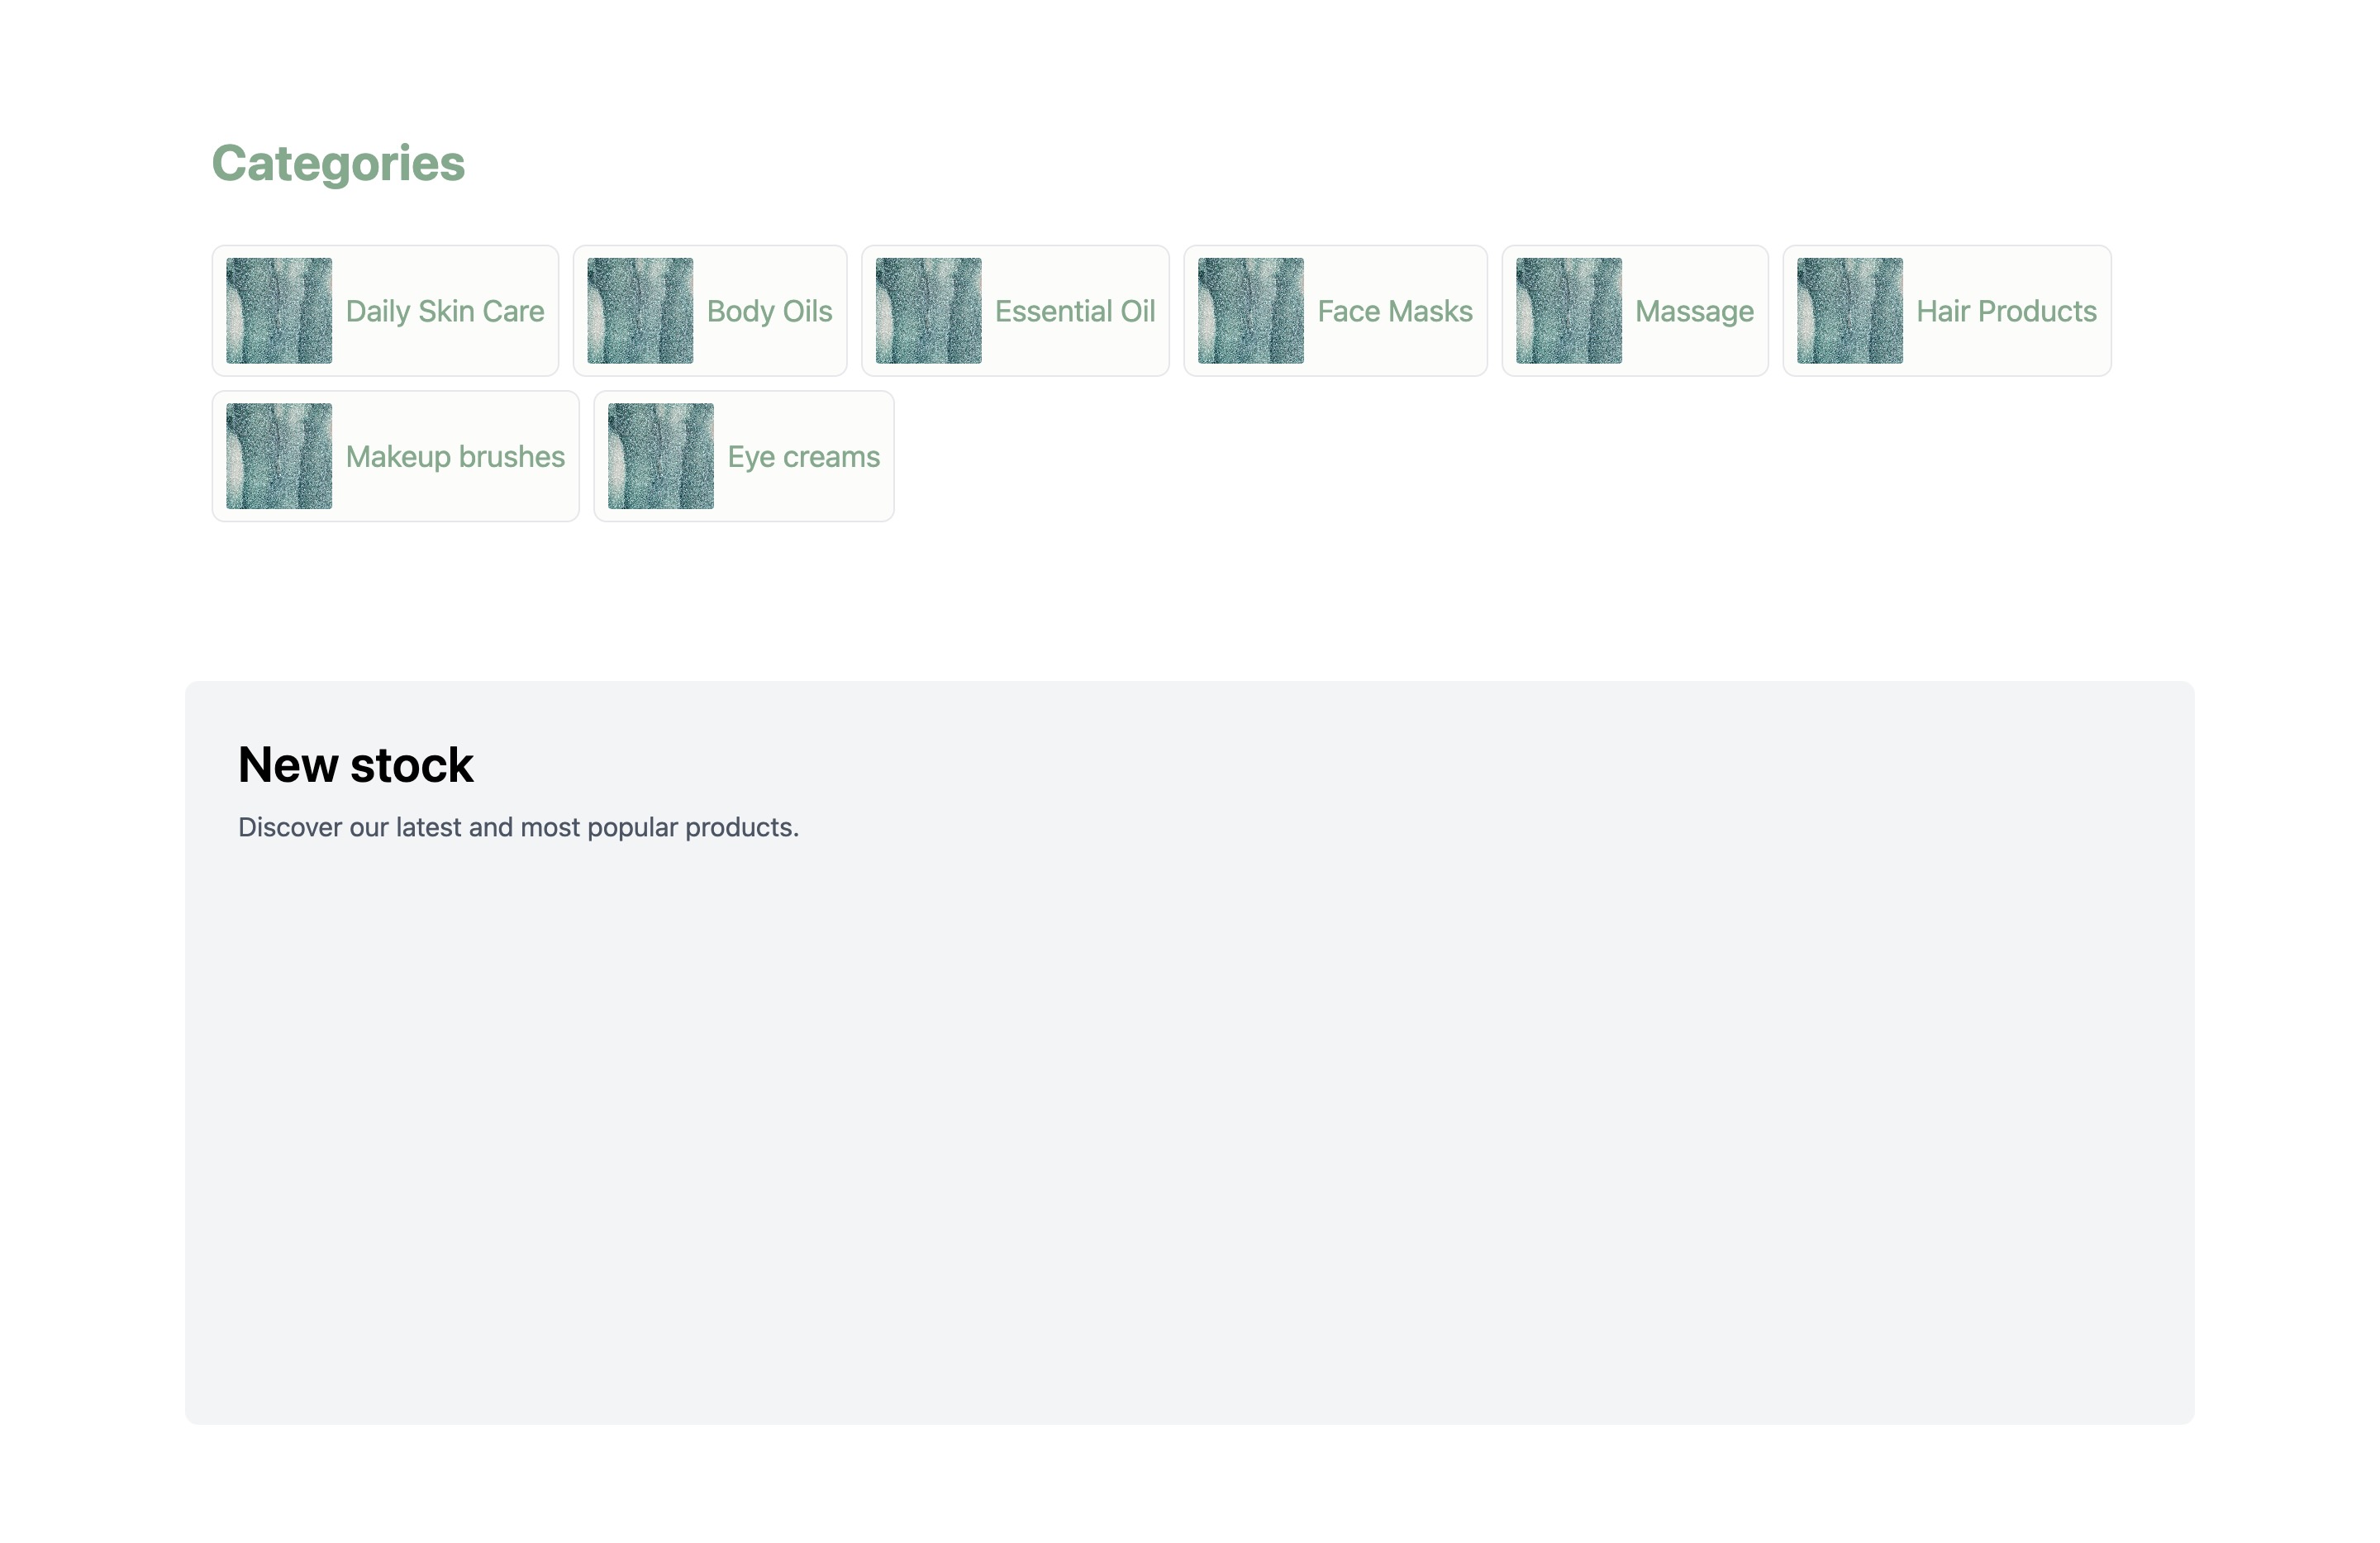 Categories
Daily Skin Care
Body Oils
Essential Oil
Face Masks
Massage
Hair Products
Makeup brushes
Eye creams
New stock
Discover our latest and most popular products.